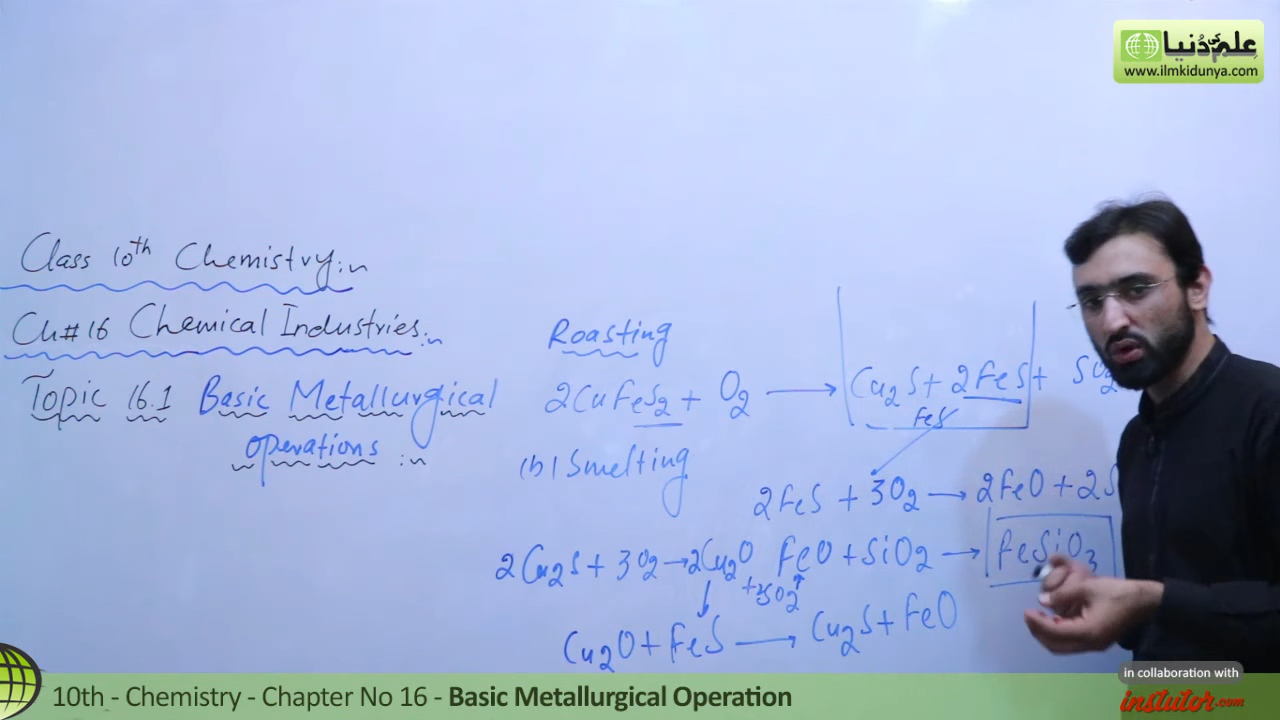 علم کی دُنیا
www.ilmkidunya.com
Class 10th Chemistry:~
Ch#16 Chemical Industries:~
Topic 16.1 Basic Metallurgical
Operations :~
Roasting
2CuFeS2 + O2 → Cu2S + 2FeS + SO2
FeS
(b) Smelting
2FeS + 3O2 → 2FeO + 2S
2Cu2S + 3O2 → 2Cu2O FeO + SiO2 → FeSiO3
+2SO2
Cu2O + FeS → Cu2S + FeO
in collaboration with
instutor.com
10th - Chemistry - Chapter No 16 - Basic Metallurgical Operation